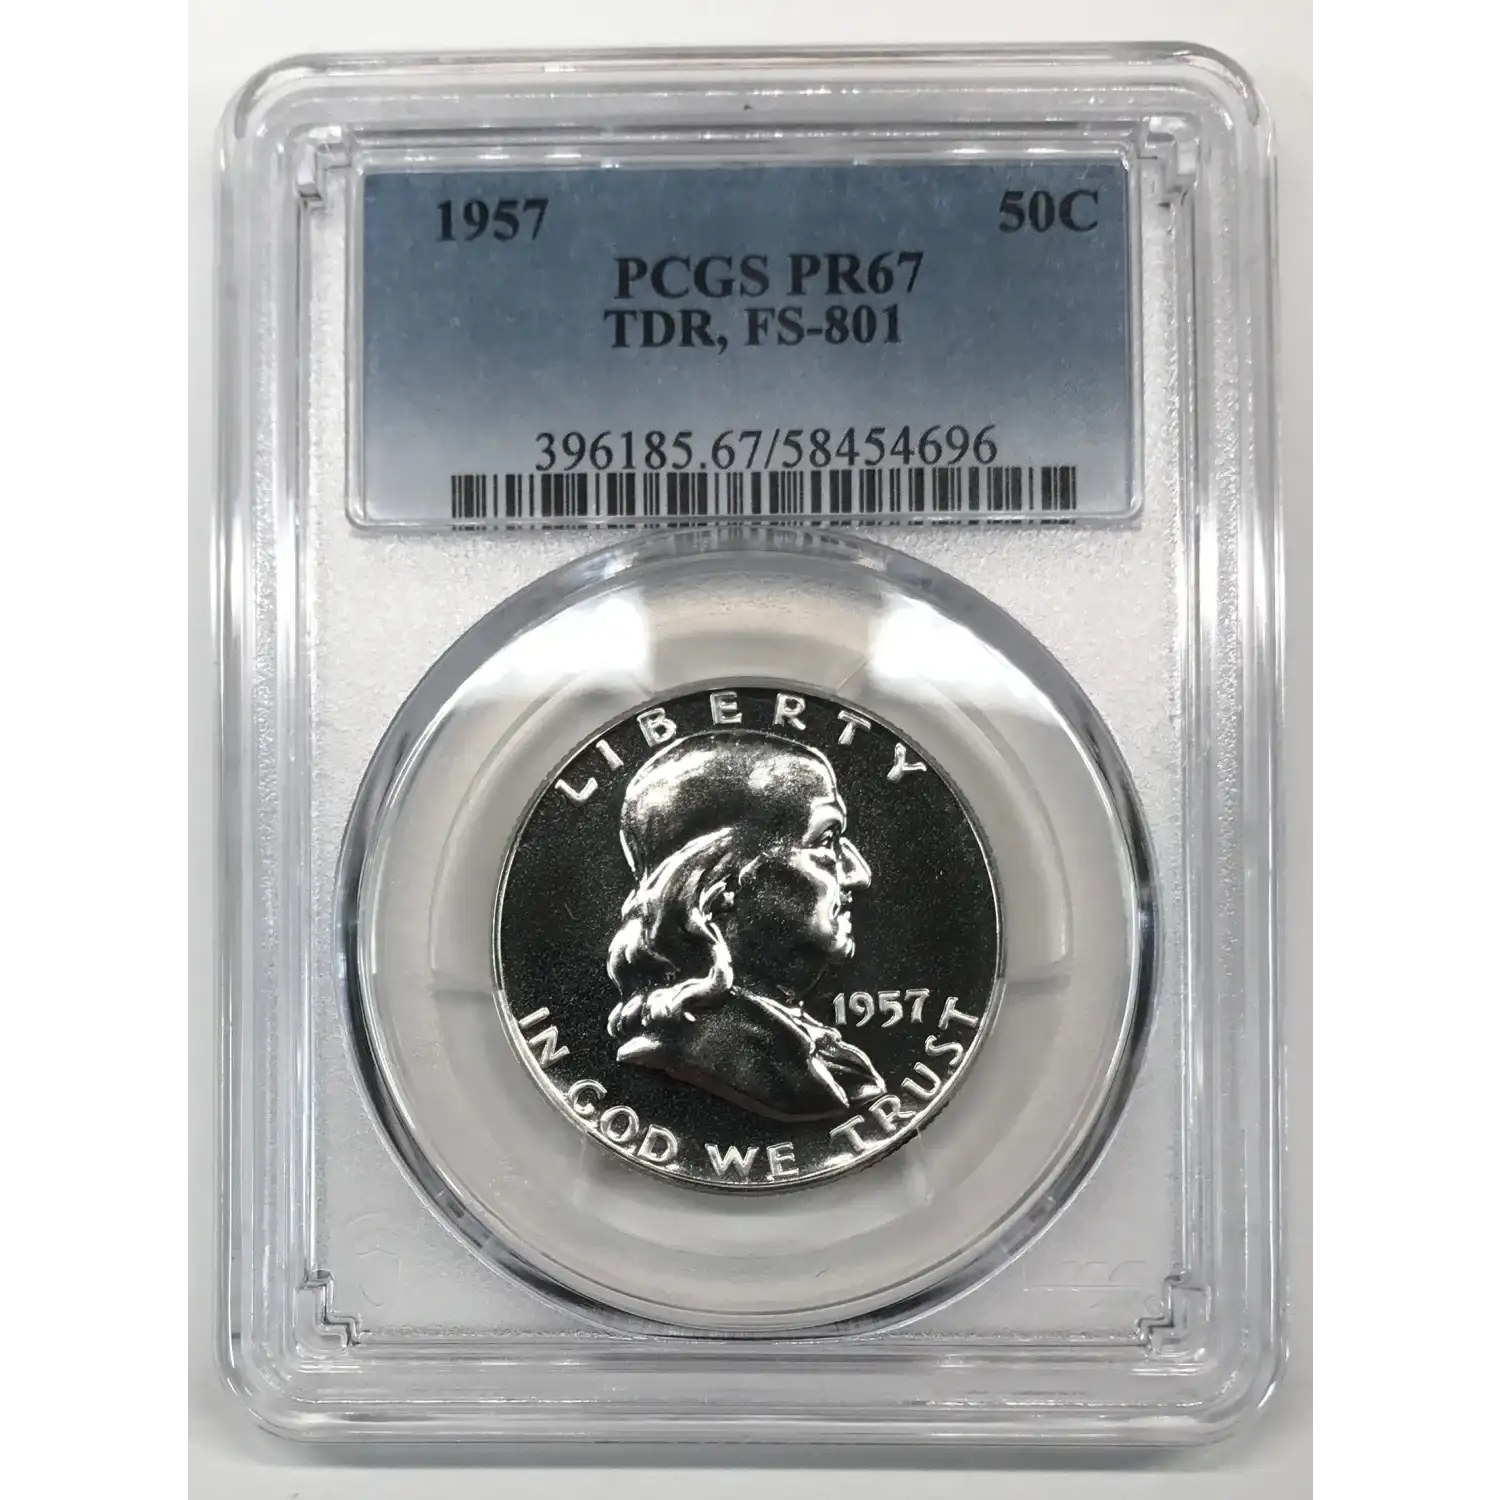 1957 50C
PCGS PR67
TDR, FS-801
396185.67/58454696
LIBERTY
1957
IN GOD WE TRUST